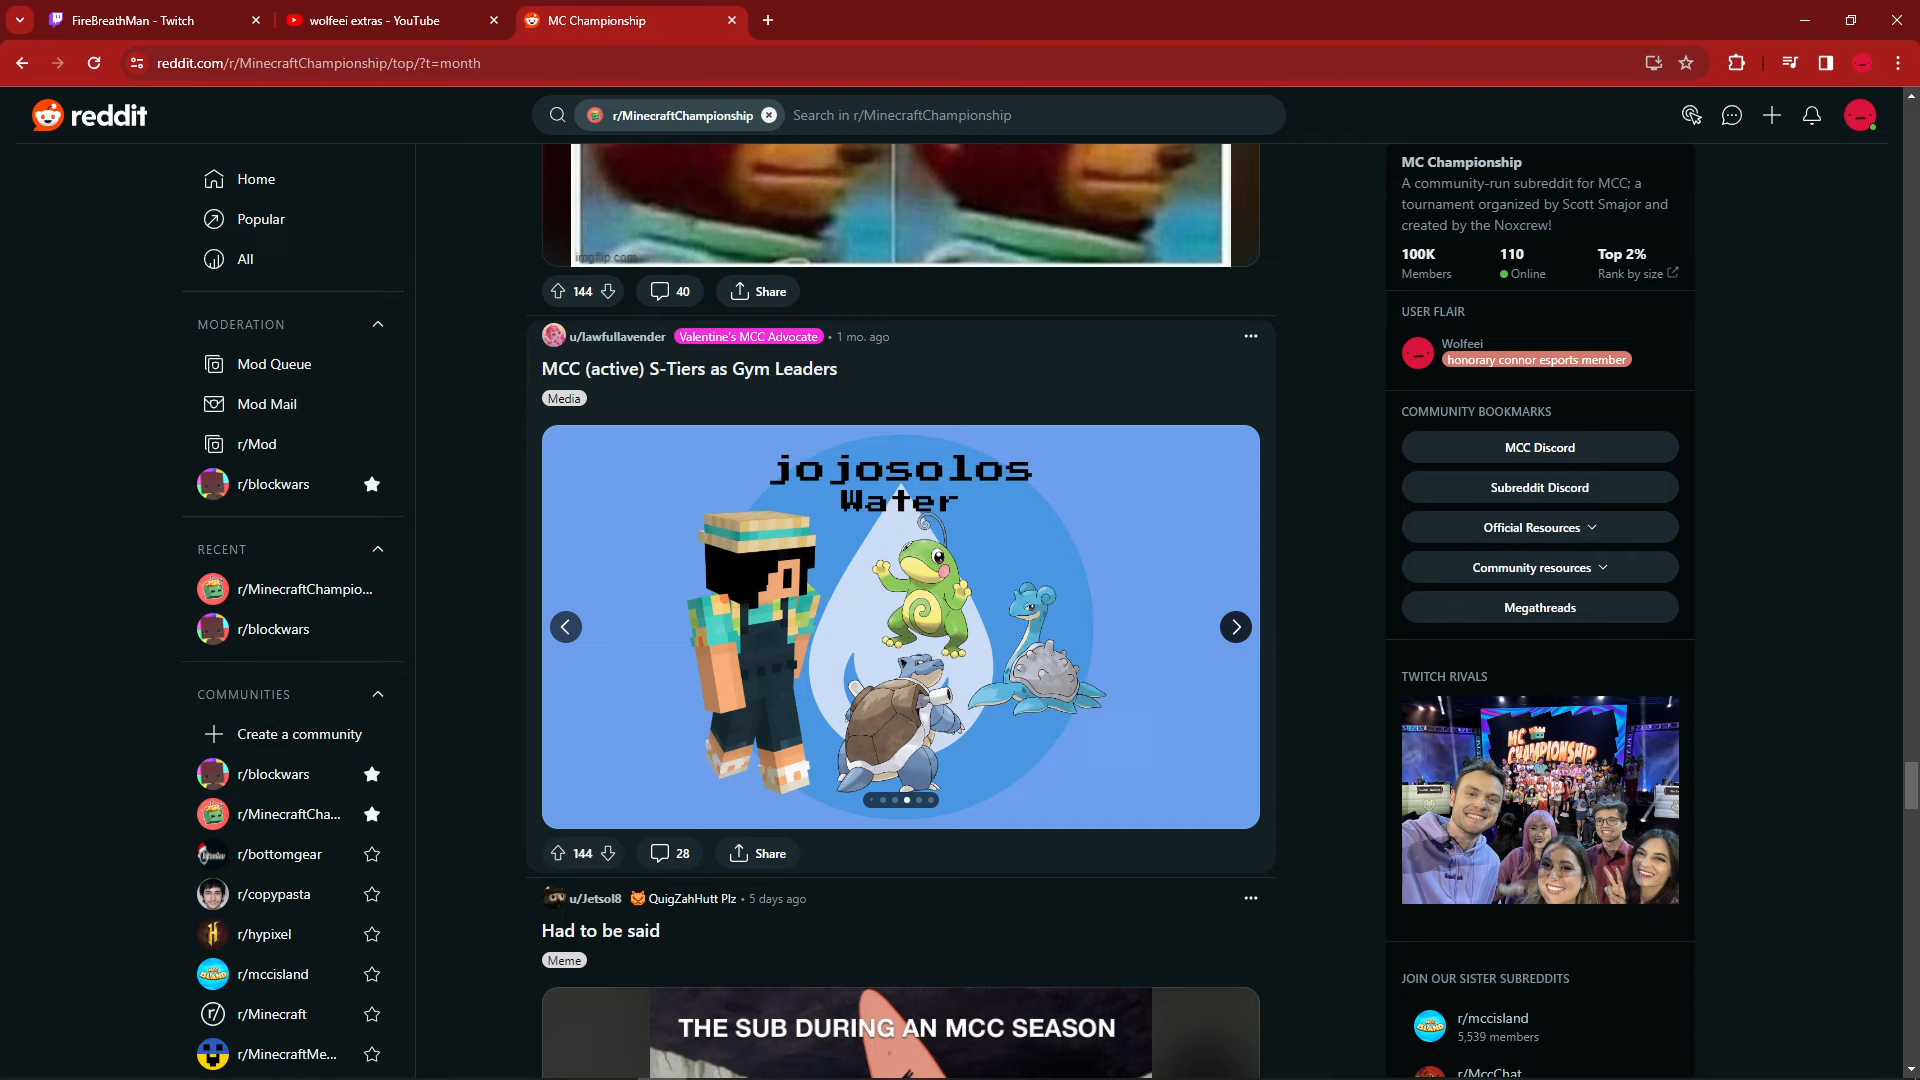 FireBreathMan - Twitch
wolfeei extras - YouTube
MC Championship
reddit.com/r/MinecraftChampionship/top/?t=month
reddit
r/MinecraftChampionship
Search in r/MinecraftChampionship
Home
Popular
All
MODERATION
Mod Queue
Mod Mail
r/Mod
r/blockwars
RECENT
r/MinecraftChampio...
r/blockwars
COMMUNITIES
Create a community
r/blockwars
r/MinecraftCha...
r/bottomgear
r/copypasta
r/hypixel
r/mccisland
r/Minecraft
r/MinecraftMe...
imgflip.com
144
40
Share
u/lawfullavender
Valentine's MCC Advocate
• 1 mo. ago
MCC (active) S-Tiers as Gym Leaders
Media
jojosolos
Water
144
28
Share
u/Jetsol8
QuigZahHutt Plz
• 5 days ago
Had to be said
Meme
THE SUB DURING AN MCC SEASON
MC Championship
A community-run subreddit for MCC; a
tournament organized by Scott Smajor and
created by the Noxcrew!
100K
Members
110
Online
Top 2%
Rank by size
USER FLAIR
Wolfeei
honorary connor esports member
COMMUNITY BOOKMARKS
MCC Discord
Subreddit Discord
Official Resources
Community resources
Megathreads
TWITCH RIVALS
MC
CHAMPIONSHIP
JOIN OUR SISTER SUBREDDITS
r/mccisland
5,539 members
r/MccChat